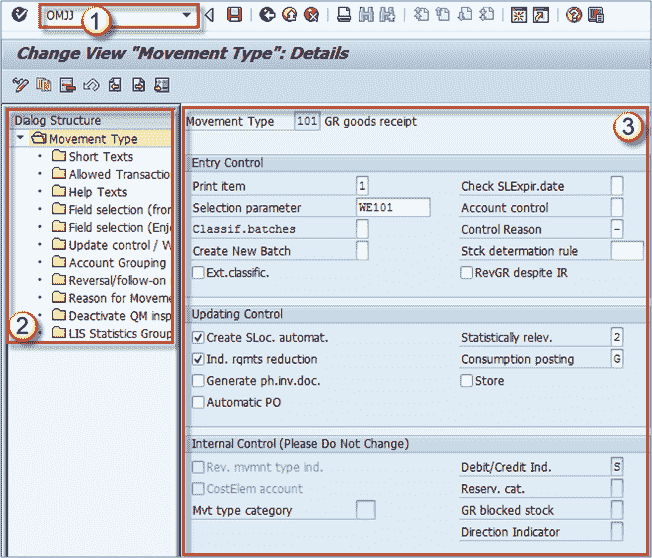 OMJJ
1
Change View "Movement Type": Details
Dialog Structure
Movement Type
Short Texts
Allowed Transactio
Help Texts
Field selection (fron
Field selection (Enj
Update control / W
Account Grouping
Reversal/follow-on
Reason for Movem
Deactivate QM insp
LIS Statistics Group
2
Movement Type 101 GR goods receipt
3
Entry Control
Print item 1 Check SLExpir.date
Selection parameter WE101 Account control
Classif.batches Control Reason -
Create New Batch Stck determation rule
Ext.classific. RevGR despite IR
Updating Control
Create SLoc. automat. Statistically relev. 2
Ind. rqmts reduction Consumption posting G
Generate ph.inv.doc. Store
Automatic PO
Internal Control (Please Do Not Change)
Rev. mvmnt type ind. Debit/Credit Ind. S
CostElem account Reserv. cat.
Mvt type category GR blocked stock
Direction Indicator